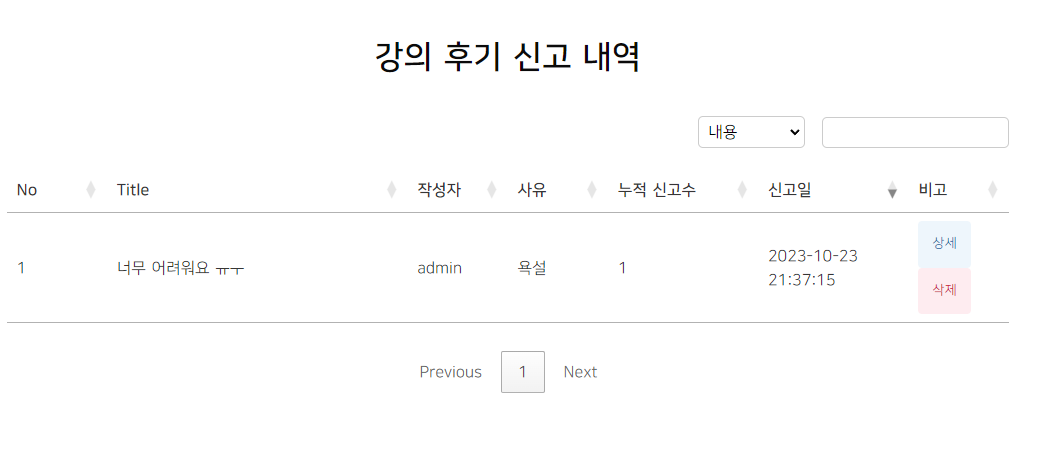 강의 후기 신고 내역
내용
No Title 작성자 사유 누적 신고수 신고일 비고
1 너무 어려워요 ㅠㅜ admin 욕설 1 2023-10-23 21:37:15 상세 삭제
Previous 1 Next